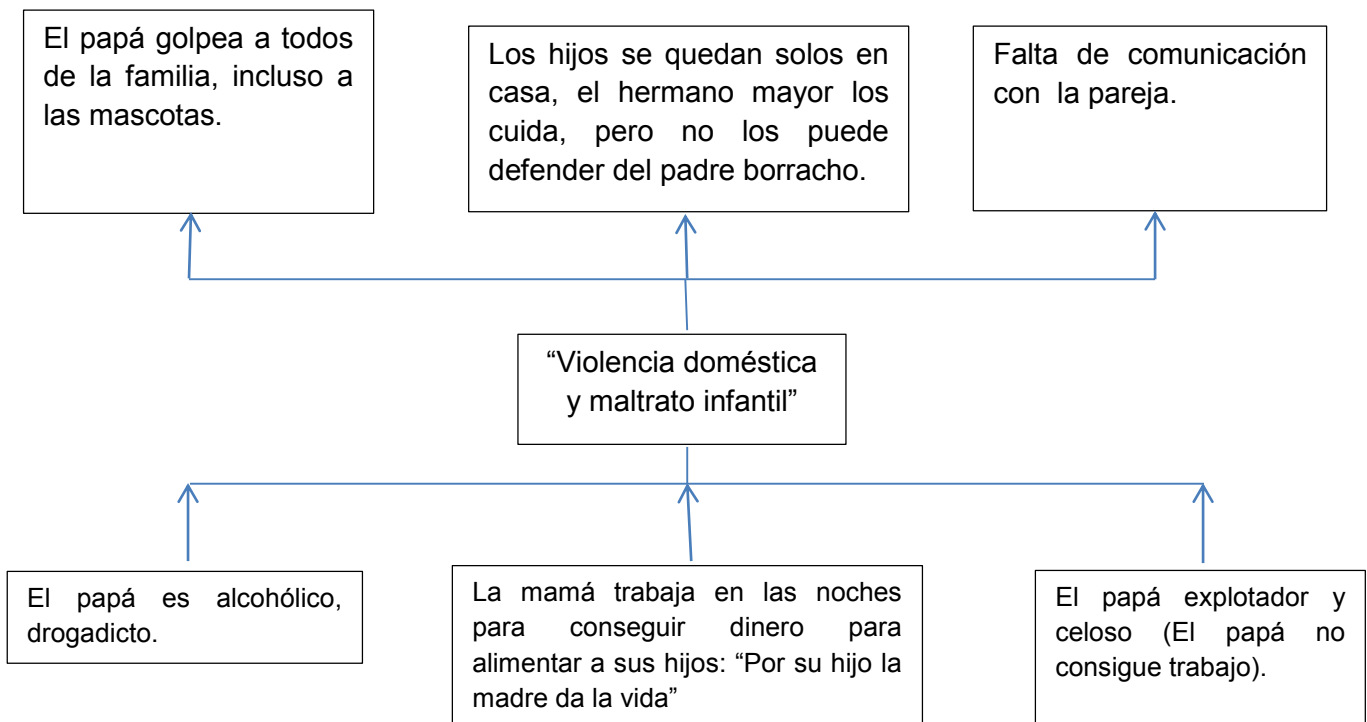 El papá golpea a todos
de la familia, incluso a
las mascotas.
Los hijos se quedan solos en
casa, el hermano mayor los
cuida, pero no los puede
defender del padre borracho.
Falta de comunicación
con la pareja.
“Violencia doméstica
y maltrato infantil”
El papá es alcohólico,
drogadicto.
La mamá trabaja en las noches
para conseguir dinero para
alimentar a sus hijos: “Por su hijo la
madre da la vida”
El papá explotador y
celoso (El papá no
consigue trabajo).